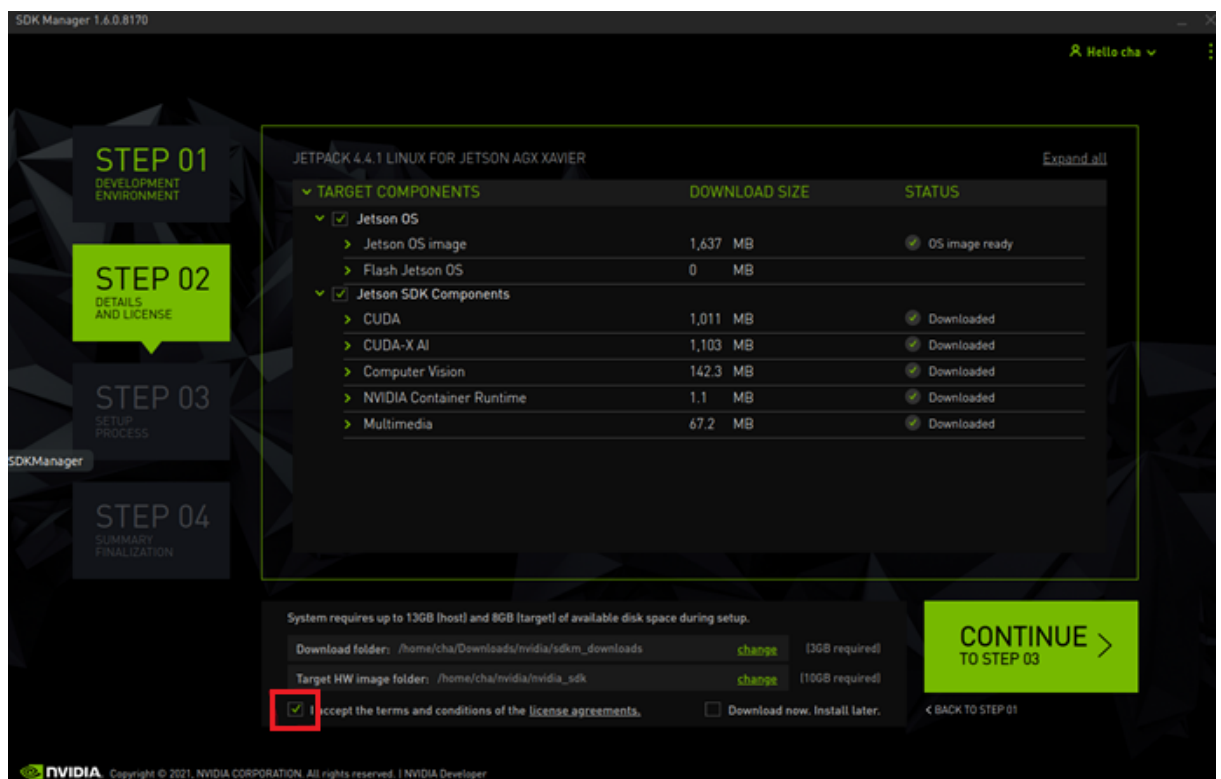 SDK Manager 1.6.0.8170
Hello cha
STEP 01
DEVELOPMENT
ENVIRONMENT
STEP 02
DETAILS
AND LICENSE
STEP 03
SETUP
PROCESS
SDKManager
STEP 04
SUMMARY
FINALIZATION
JETPACK 4.4.1 LINUX FOR JETSON AGX XAVIER Expand all
TARGET COMPONENTS DOWNLOAD SIZE STATUS
Jetson OS
Jetson OS image 1,637 MB OS image ready
Flash Jetson OS 0 MB
Jetson SDK Components
CUDA 1,011 MB Downloaded
CUDA-X AI 1,103 MB Downloaded
Computer Vision 142.3 MB Downloaded
NVIDIA Container Runtime 1.1 MB Downloaded
Multimedia 67.2 MB Downloaded
System requires up to 13GB (host) and 8GB (target) of available disk space during setup.
Download folder: /home/cha/Downloads/nvidia/sdkm_downloads change (3GB required)
Target HW image folder: /home/cha/nvidia/nvidia_sdk change (10GB required)
I accept the terms and conditions of the license agreements. Download now. Install later.
CONTINUE
TO STEP 03
< BACK TO STEP 01
NVIDIA. Copyright © 2021, NVIDIA CORPORATION. All rights reserved. | NVIDIA Developer